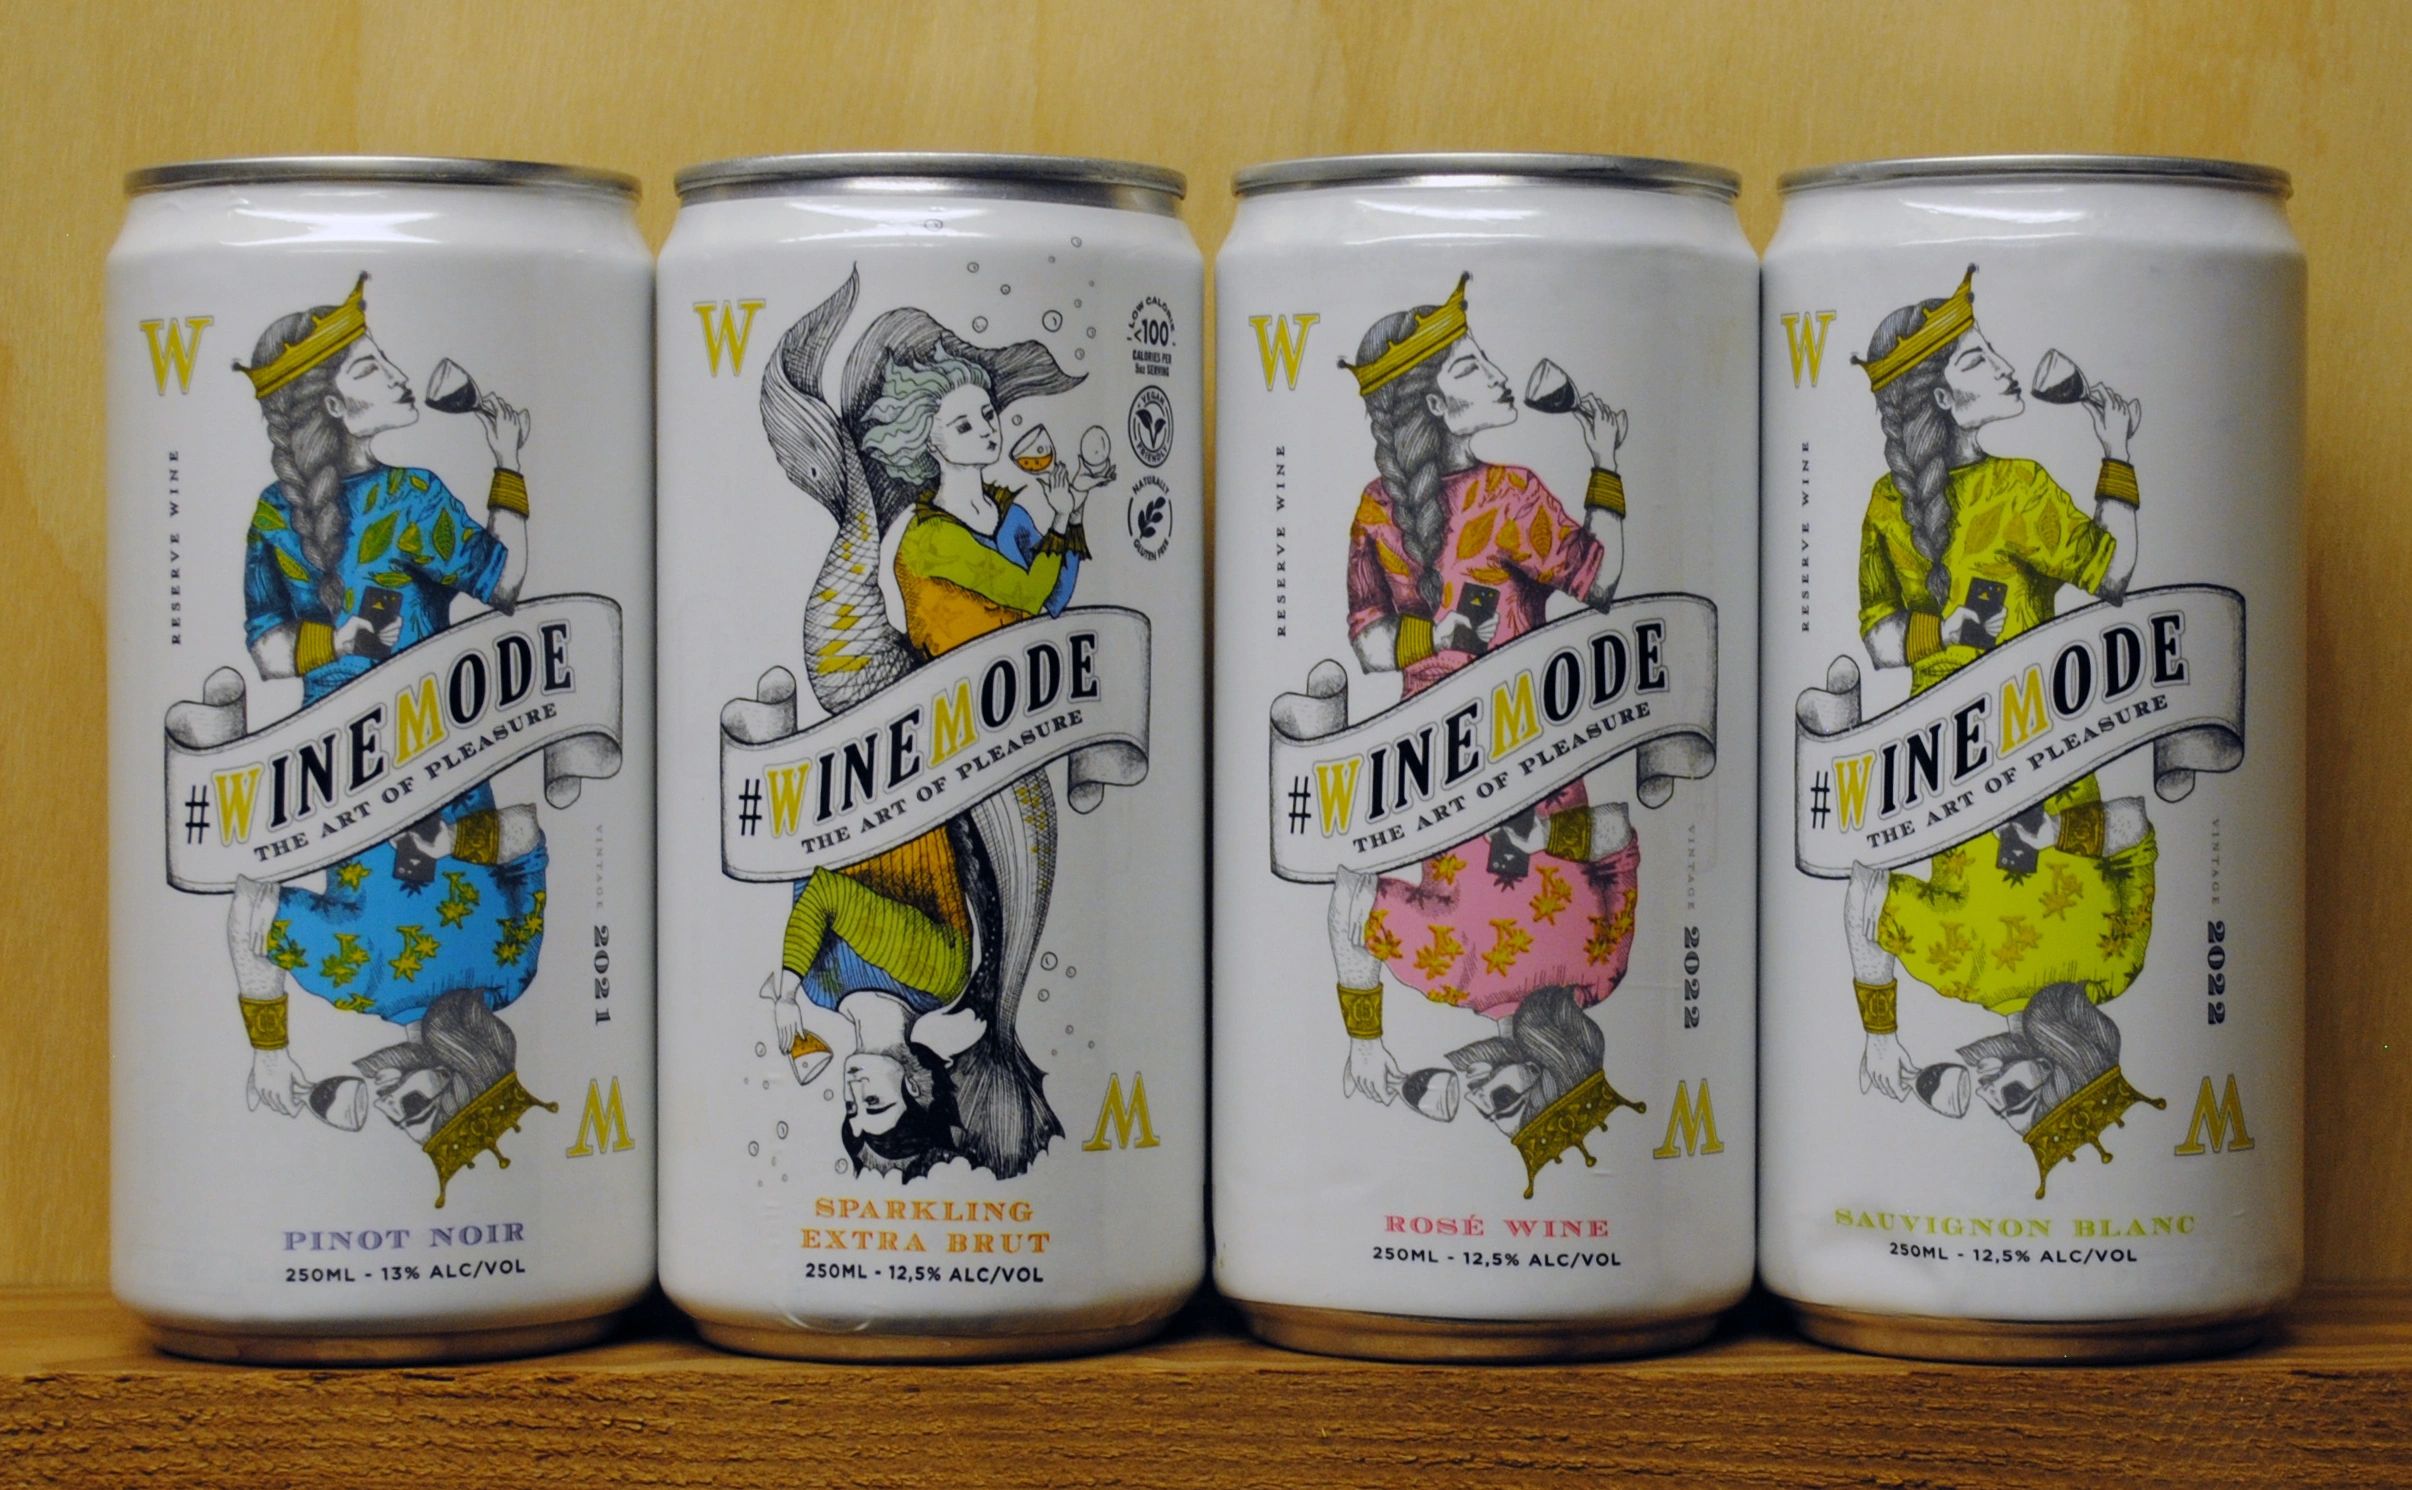 W
RESERVE WINE
#WINEMODE
THE ART OF PLEASURE
VINTAGE 2021
W
PINOT NOIR
250ML - 13% ALC/VOL
W
LOW CALORIE
<100
CALORIES PER
5oz SERVING
VEGAN
FRIENDLY
NATURALLY
GLUTEN FREE
#WINEMODE
THE ART OF PLEASURE
W
SPARKLING
EXTRA BRUT
250ML - 12,5% ALC/VOL
W
RESERVE WINE
#WINEMODE
THE ART OF PLEASURE
VINTAGE 2022
W
ROSÉ WINE
250ML - 12,5% ALC/VOL
W
RESERVE WINE
#WINEMODE
THE ART OF PLEASURE
VINTAGE 2022
W
SAUVIGNON BLANC
250ML - 12,5% ALC/VOL